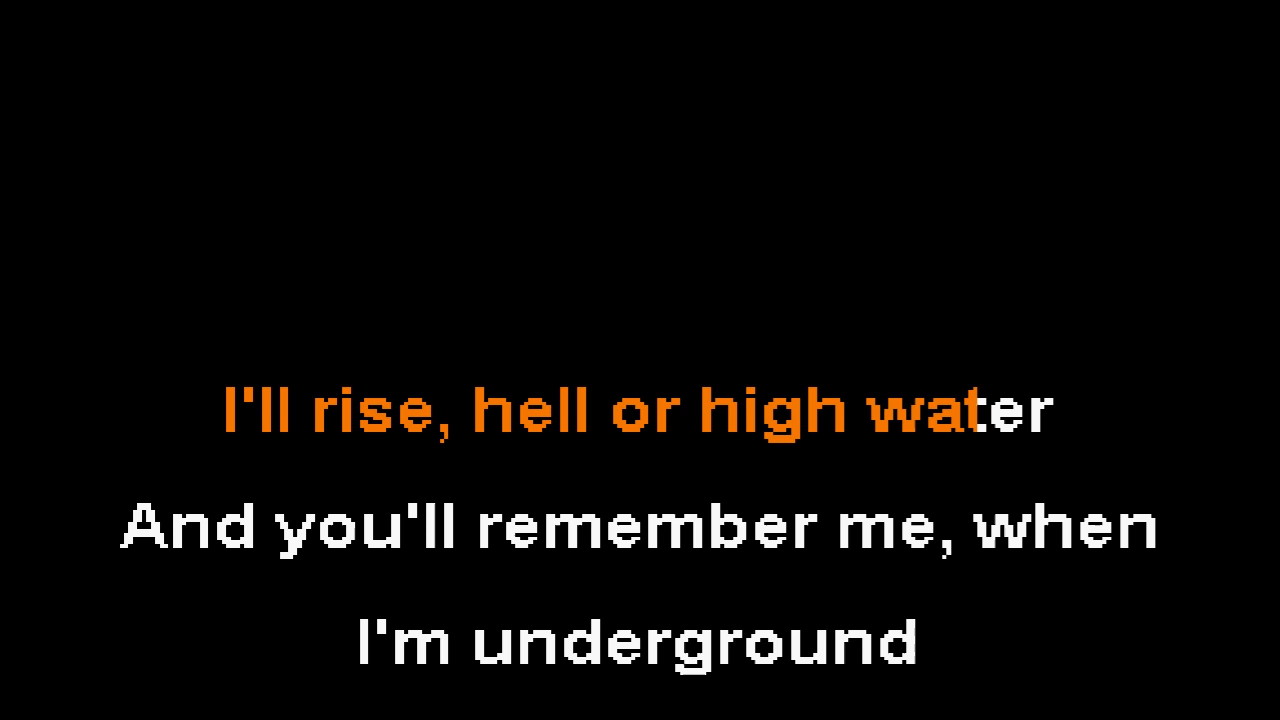 I'll rise, hell or high water
And you'll remember me, when
I'm underground